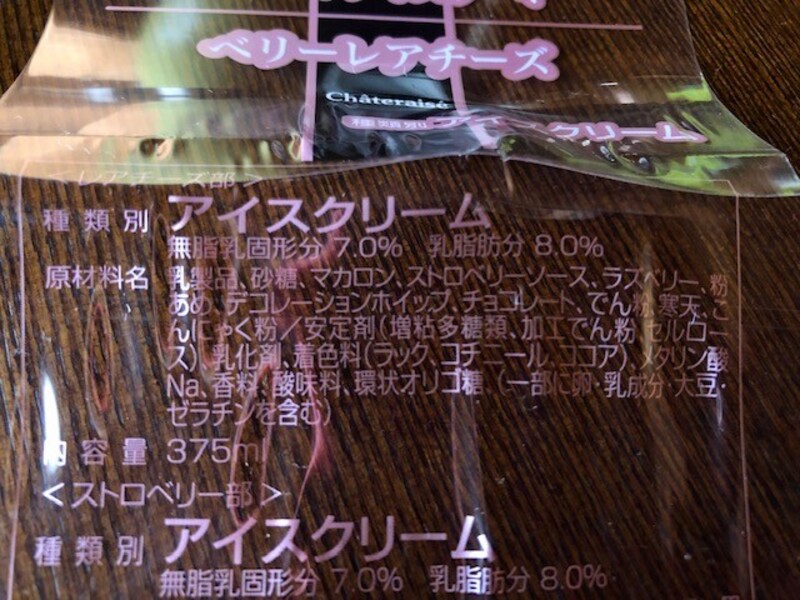 ベリーレアチーズ
Châteraisé
種類別 アイスクリーム
＜レアチーズ部＞
種類別 アイスクリーム
無脂乳固形分 7.0% 乳脂肪分 8.0%
原材料名 乳製品、砂糖、マカロン、ストロベリーソース、ラズベリー、粉
あめ、デコレーションホイップ、チョコレート、でん粉、寒天、こ
んにゃく粉／安定剤(増粘多糖類、加工でん粉、セルロー
ス)、乳化剤、着色料(ラック、コチニール、ココア)、メタリン酸
Na、香料、酸味料、環状オリゴ糖、(一部に卵・乳成分・大豆・
ゼラチンを含む)
内容量 375ml
＜ストロベリー部＞
種類別 アイスクリーム
無脂乳固形分 7.0% 乳脂肪分 8.0%